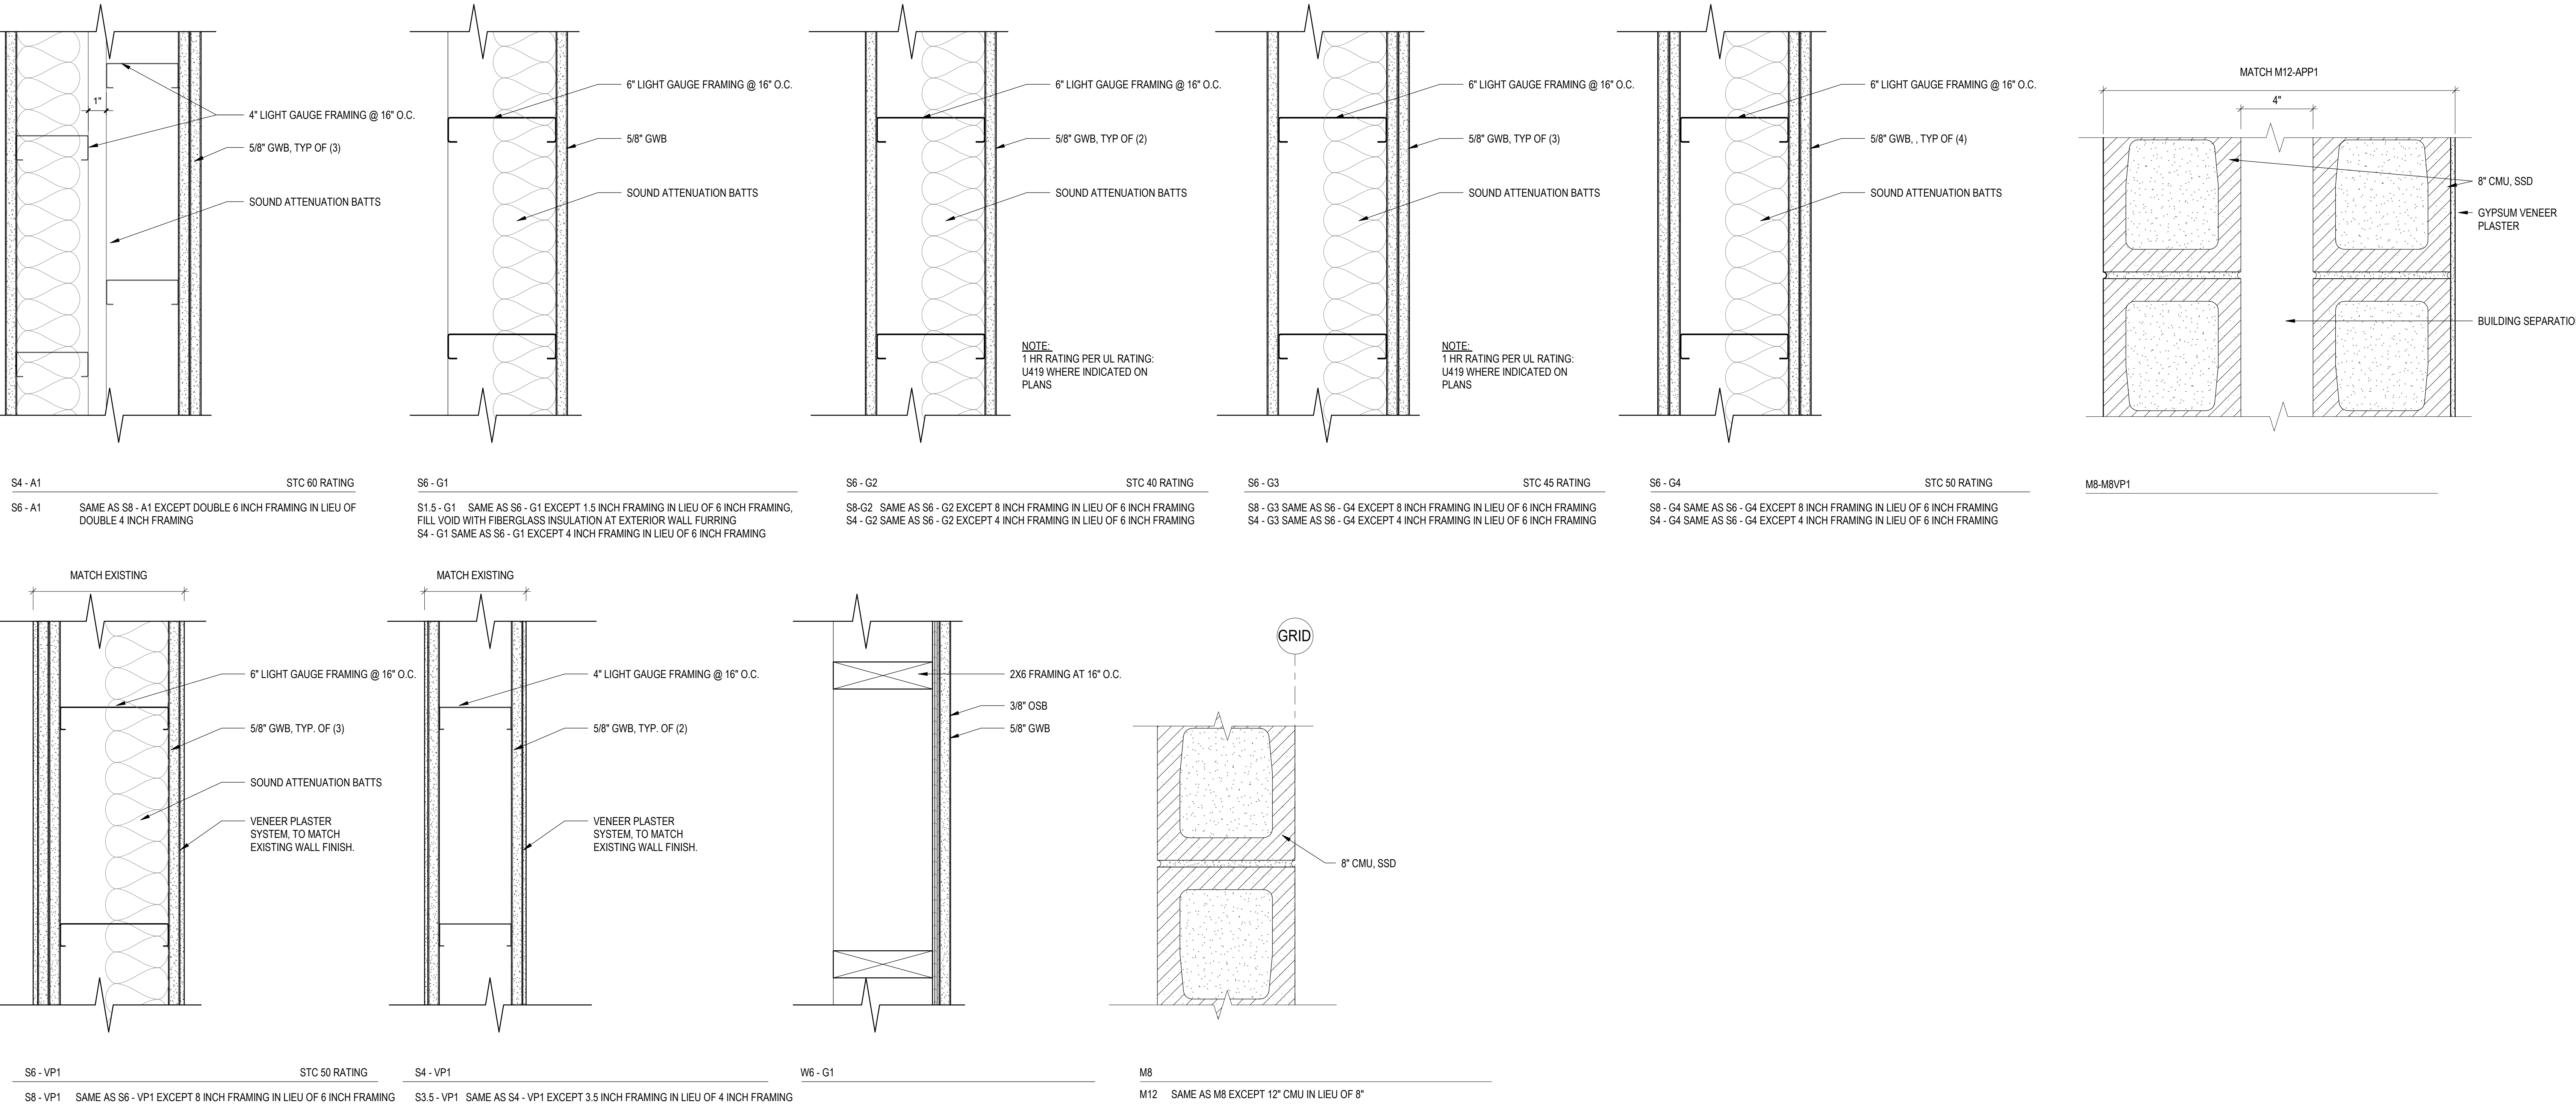 1"
4" LIGHT GAUGE FRAMING @ 16" O.C.
5/8" GWB, TYP OF (3)
SOUND ATTENUATION BATTS
S4 - A1 STC 60 RATING
S6 - A1 SAME AS S8 - A1 EXCEPT DOUBLE 6 INCH FRAMING IN LIEU OF
DOUBLE 4 INCH FRAMING
6" LIGHT GAUGE FRAMING @ 16" O.C.
5/8" GWB
SOUND ATTENUATION BATTS
S6 - G1
S1.5 - G1 SAME AS S6 - G1 EXCEPT 1.5 INCH FRAMING IN LIEU OF 6 INCH FRAMING,
FILL VOID WITH FIBERGLASS INSULATION AT EXTERIOR WALL FURRING
S4 - G1 SAME AS S6 - G1 EXCEPT 4 INCH FRAMING IN LIEU OF 6 INCH FRAMING
6" LIGHT GAUGE FRAMING @ 16" O.C.
5/8" GWB, TYP OF (2)
SOUND ATTENUATION BATTS
NOTE:
1 HR RATING PER UL RATING:
U419 WHERE INDICATED ON
PLANS
S6 - G2 STC 40 RATING
S8-G2 SAME AS S6 - G2 EXCEPT 8 INCH FRAMING IN LIEU OF 6 INCH FRAMING
S4 - G2 SAME AS S6 - G2 EXCEPT 4 INCH FRAMING IN LIEU OF 6 INCH FRAMING
6" LIGHT GAUGE FRAMING @ 16" O.C.
5/8" GWB, TYP OF (3)
SOUND ATTENUATION BATTS
NOTE:
1 HR RATING PER UL RATING:
U419 WHERE INDICATED ON
PLANS
S6 - G3 STC 45 RATING
S8 - G3 SAME AS S6 - G4 EXCEPT 8 INCH FRAMING IN LIEU OF 6 INCH FRAMING
S4 - G3 SAME AS S6 - G4 EXCEPT 4 INCH FRAMING IN LIEU OF 6 INCH FRAMING
6" LIGHT GAUGE FRAMING @ 16" O.C.
5/8" GWB, , TYP OF (4)
SOUND ATTENUATION BATTS
S6 - G4 STC 50 RATING
S8 - G4 SAME AS S6 - G4 EXCEPT 8 INCH FRAMING IN LIEU OF 6 INCH FRAMING
S4 - G4 SAME AS S6 - G4 EXCEPT 4 INCH FRAMING IN LIEU OF 6 INCH FRAMING
MATCH M12-APP1
4"
8" CMU, SSD
GYPSUM VENEER
PLASTER
BUILDING SEPARATIO
M8-M8VP1
MATCH EXISTING
6" LIGHT GAUGE FRAMING @ 16" O.C.
5/8" GWB, TYP. OF (3)
SOUND ATTENUATION BATTS
VENEER PLASTER
SYSTEM, TO MATCH
EXISTING WALL FINISH.
S6 - VP1 STC 50 RATING
S8 - VP1 SAME AS S6 - VP1 EXCEPT 8 INCH FRAMING IN LIEU OF 6 INCH FRAMING
MATCH EXISTING
4" LIGHT GAUGE FRAMING @ 16" O.C.
5/8" GWB, TYP. OF (2)
VENEER PLASTER
SYSTEM, TO MATCH
EXISTING WALL FINISH.
S4 - VP1
S3.5 - VP1 SAME AS S4 - VP1 EXCEPT 3.5 INCH FRAMING IN LIEU OF 4 INCH FRAMING
2X6 FRAMING AT 16" O.C.
3/8" OSB
5/8" GWB
W6 - G1
GRID
8" CMU, SSD
M8
M12 SAME AS M8 EXCEPT 12" CMU IN LIEU OF 8"